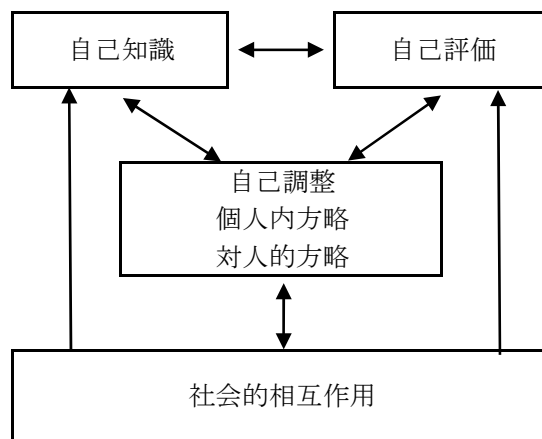 自己知識
自己評価
自己調整
個人内方略
対人的方略
社会的相互作用